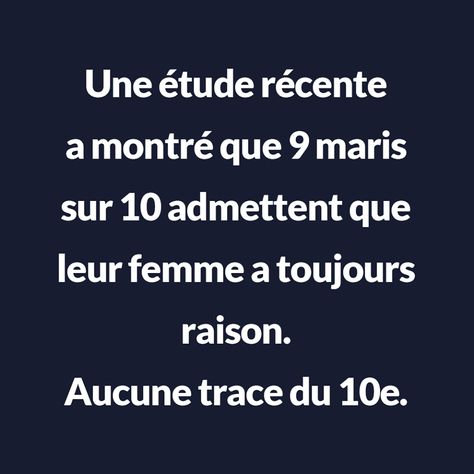 Une étude récente
a montré que 9 maris
sur 10 admettent que
leur femme a toujours
raison.
Aucune trace du 10e.